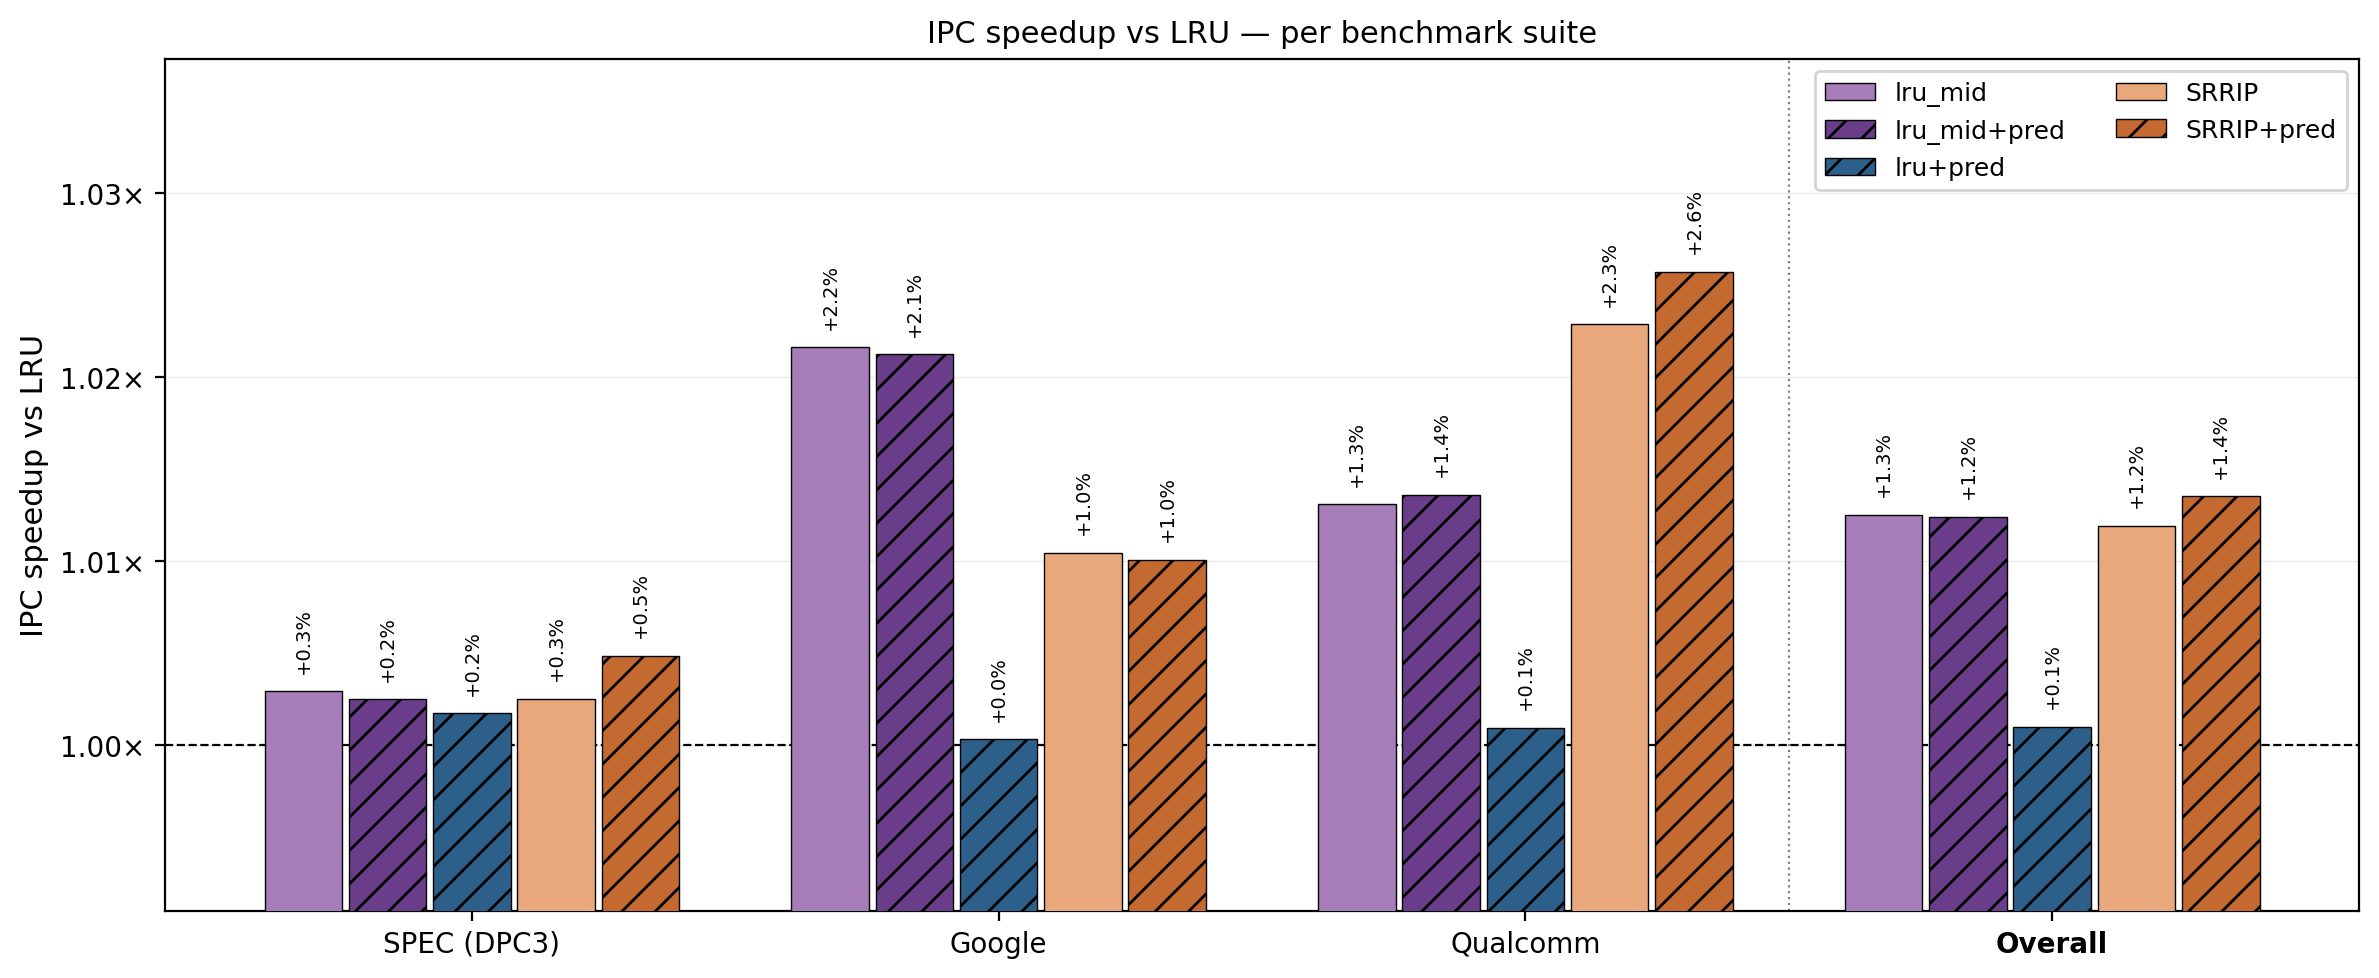 IPC speedup vs LRU — per benchmark suite
lru_mid
lru_mid+pred
lru+pred
SRRIP
SRRIP+pred
IPC speedup vs LRU
1.03×
1.02×
1.01×
1.00×
+0.3%
+0.2%
+0.2%
+0.3%
+0.5%
+2.2%
+2.1%
+0.0%
+1.0%
+1.0%
+1.3%
+1.4%
+0.1%
+2.3%
+2.6%
+1.3%
+1.2%
+0.1%
+1.2%
+1.4%
SPEC (DPC3)
Google
Qualcomm
Overall